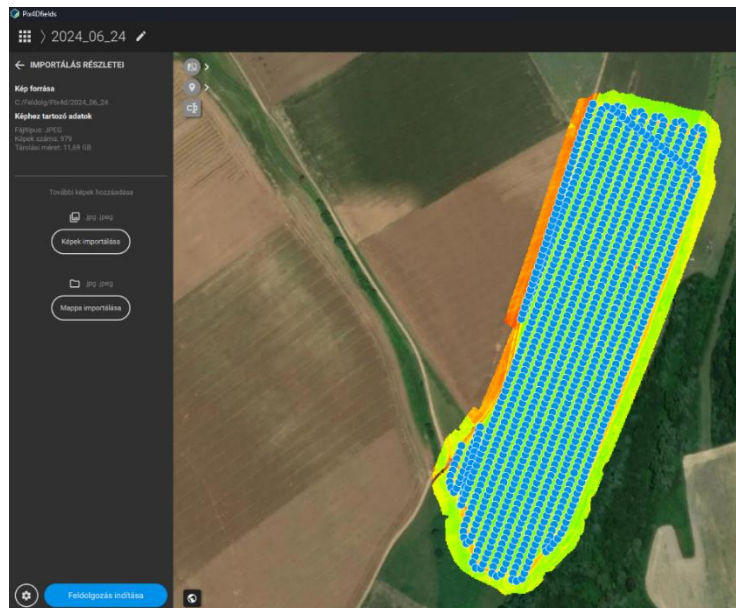 Pix4Dfields
2024_06_24
IMPORTÁLÁS RÉSZLETEI
Kép forrása
C:/Feldolg/Pix4d/2024_06_24
Képhez tartozó adatok
Fájltípus: JPEG
Képek száma: 979
Tárolási méret: 11,69 GB
További képek hozzáadása
.jpg .jpeg
Képek importálása
.jpg .jpeg
Mappa importálása
Feldolgozás indítása